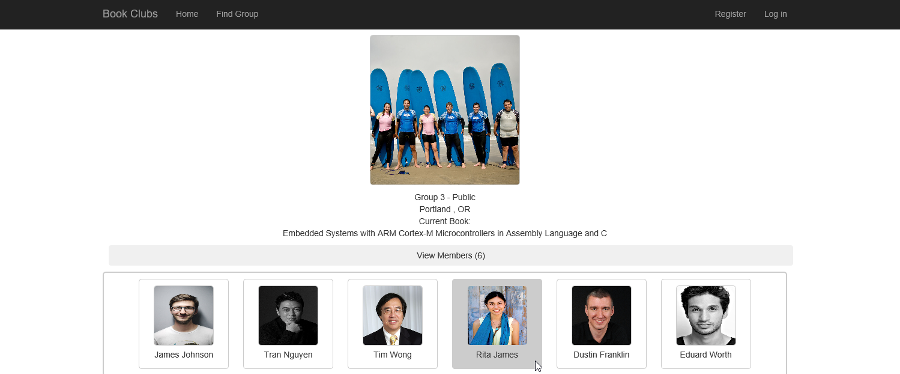 Book Clubs Home Find Group Register Log in
Group 3 - Public
Portland , OR
Current Book:
Embedded Systems with ARM Cortex-M Microcontrollers in Assembly Language and C
View Members (6)
James Johnson Tran Nguyen Tim Wong Rita James Dustin Franklin Eduard Worth